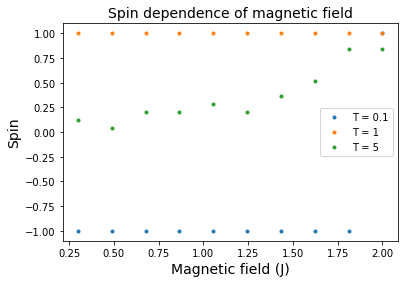 Spin dependence of magnetic field
1.00
0.75
0.50
0.25
0.00
−0.25
−0.50
−0.75
−1.00
Spin
T = 0.1
T = 1
T = 5
0.25 0.50 0.75 1.00 1.25 1.50 1.75 2.00
Magnetic field (J)